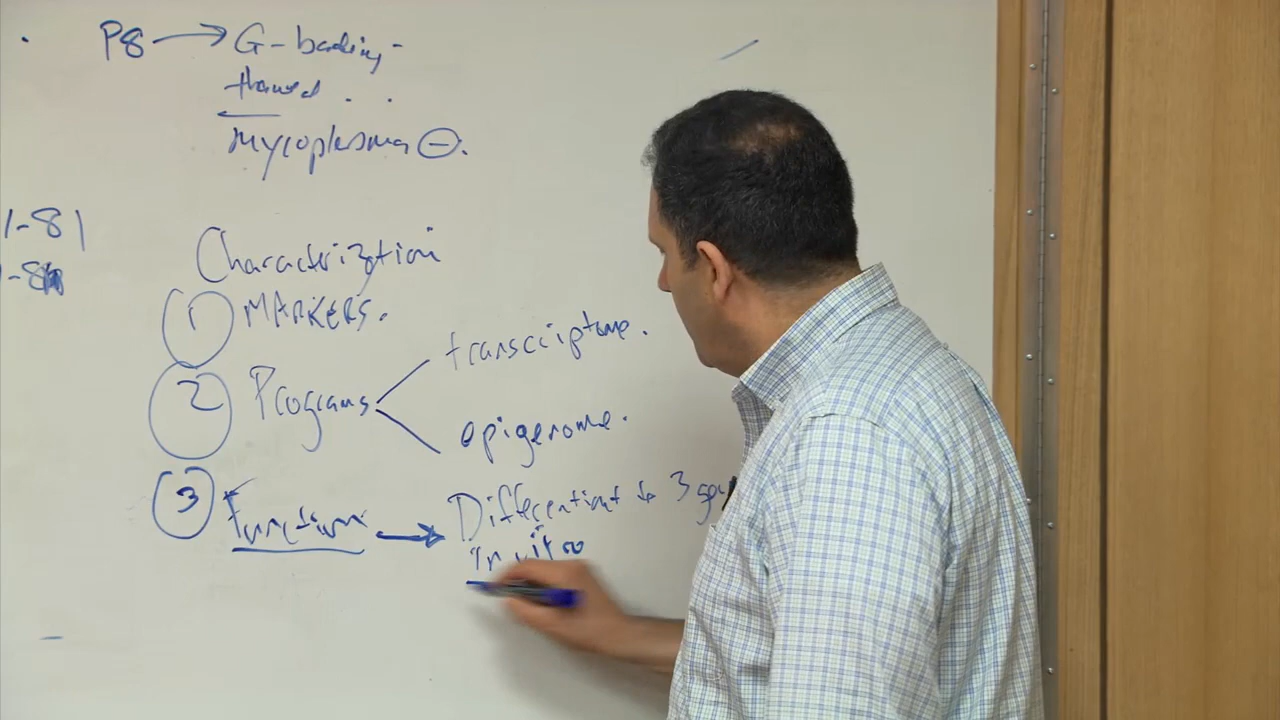 P8 → G-banding
thawed
Mycoplasma ⊖.
1-81
Characterization
1 MARKERS.
2 Programs
transcriptome.
epigenome.
3 Function → Differentiat to 3
in vitro